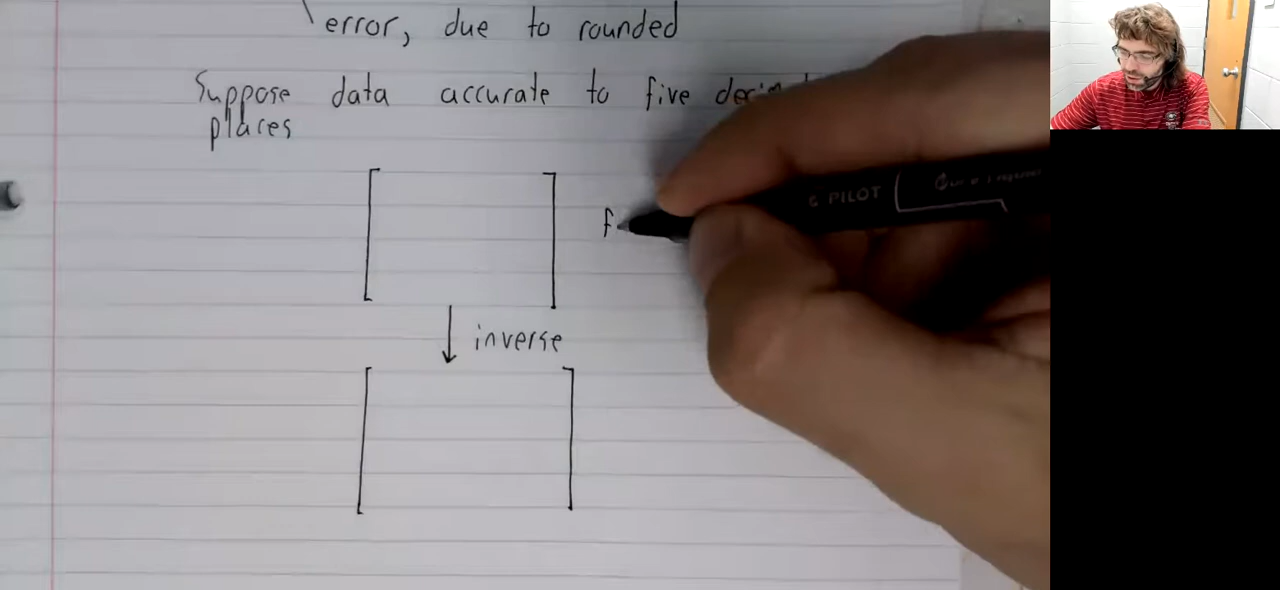 error, due to rounded
Suppose data accurate to five
places
f
PILOT
inverse